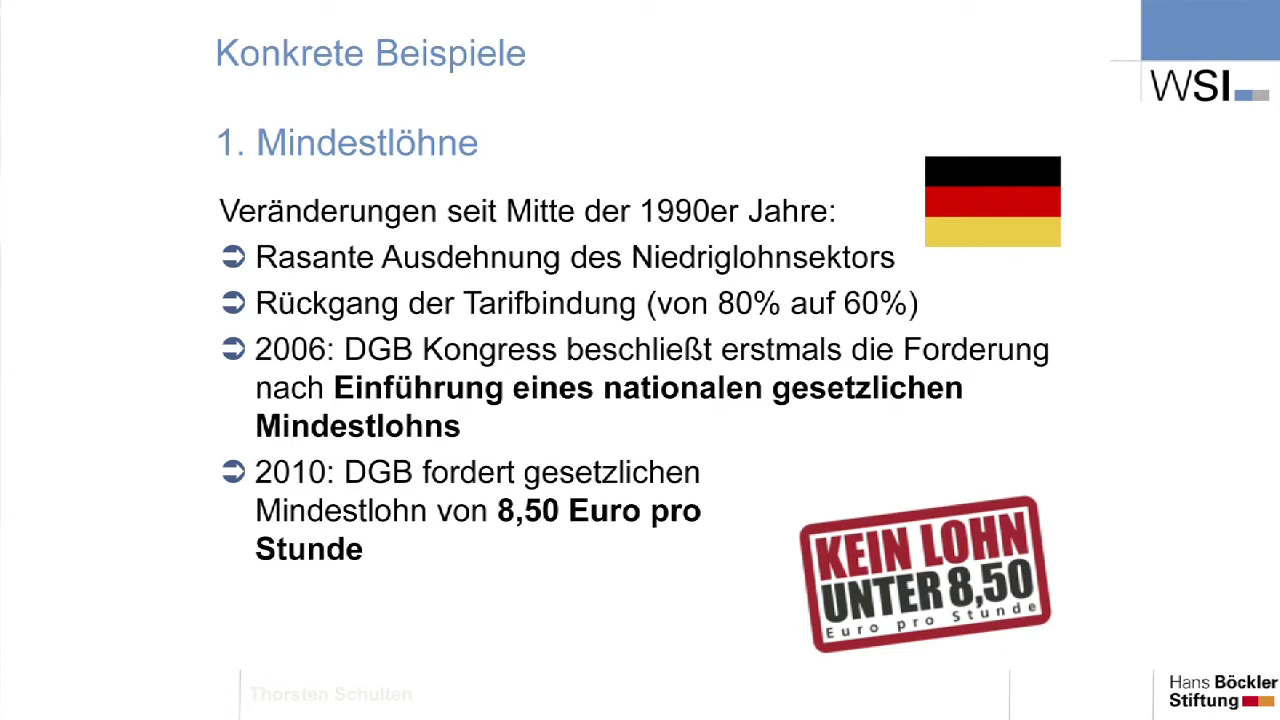 Konkrete Beispiele
WSI
1. Mindestlöhne
Veränderungen seit Mitte der 1990er Jahre:
Rasante Ausdehnung des Niedriglohnsektors
Rückgang der Tarifbindung (von 80% auf 60%)
2006: DGB Kongress beschließt erstmals die Forderung
nach Einführung eines nationalen gesetzlichen
Mindestlohns
2010: DGB fordert gesetzlichen
Mindestlohn von 8,50 Euro pro
Stunde
KEIN LOHN
UNTER 8,50
Euro pro Stunde
Thorsten Schulten
Hans Böckler
Stiftung